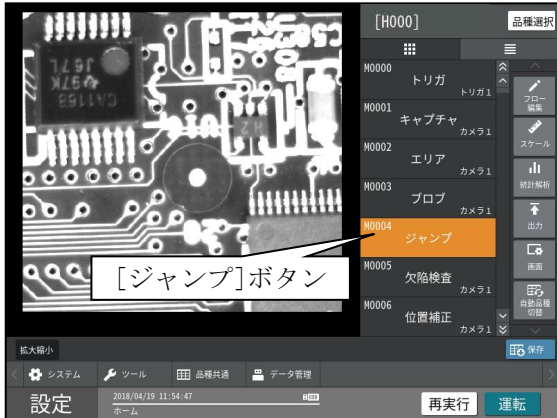 [H000]
品種選択
M0000
トリガ
トリガ1
M0001
キャプチャ
カメラ1
M0002
エリア
カメラ1
M0003
ブロブ
カメラ1
M0004
ジャンプ
M0005
欠陥検査
カメラ1
M0006
位置補正
カメラ1
フロー
編集
スケール
統計解析
出力
画面
自動品種
切替
[ジャンプ]ボタン
拡大縮小
保存
システム
ツール
品種共通
データ管理
設定
2018/04/19 11:54:47
ホーム
再実行
運転